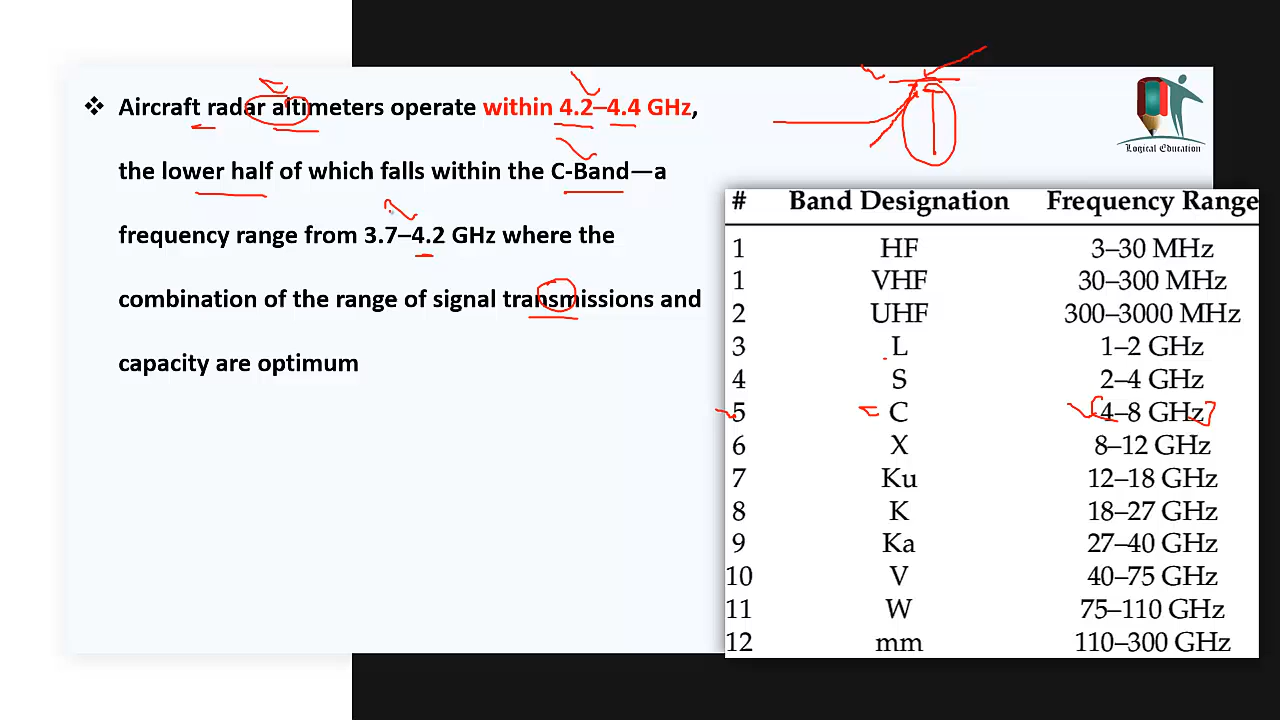 ❖ Aircraft radar altimeters operate within 4.2–4.4 GHz,
the lower half of which falls within the C-Band—a
frequency range from 3.7–4.2 GHz where the
combination of the range of signal transmissions and
capacity are optimum
Logical Education
# Band Designation Frequency Range
1 HF 3–30 MHz
1 VHF 30–300 MHz
2 UHF 300–3000 MHz
3 L 1–2 GHz
4 S 2–4 GHz
5 C 4–8 GHz
6 X 8–12 GHz
7 Ku 12–18 GHz
8 K 18–27 GHz
9 Ka 27–40 GHz
10 V 40–75 GHz
11 W 75–110 GHz
12 mm 110–300 GHz